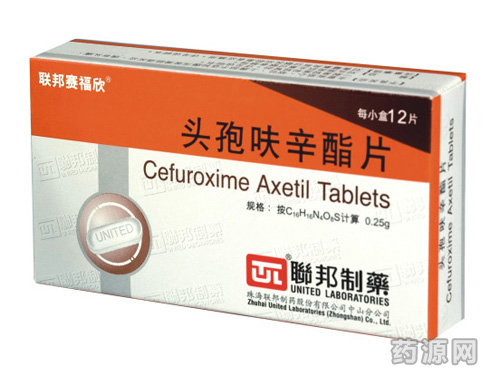 联邦赛福欣®
每小盒12片
头孢呋辛酯片
Cefuroxime Axetil Tablets
规格：按C₁₆H₁₆N₄O₈S计算 0.25g
UNITED
®
聯邦制藥
UNITED LABORATORIES
珠海联邦制药股份有限公司中山分公司
Zhuhai United Laboratories (Zhongshan) Co., Ltd.
头孢呋辛酯片
Cefuroxime Axetil Tablets
聯邦制藥
药源网